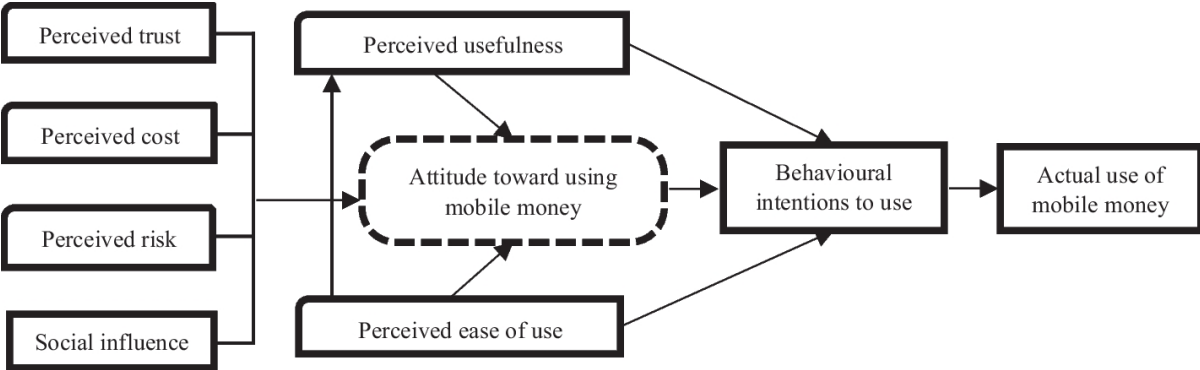 Perceived trust
Perceived cost
Perceived risk
Social influence
Perceived usefulness
Attitude toward using
mobile money
Perceived ease of use
Behavioural
intentions to use
Actual use of
mobile money